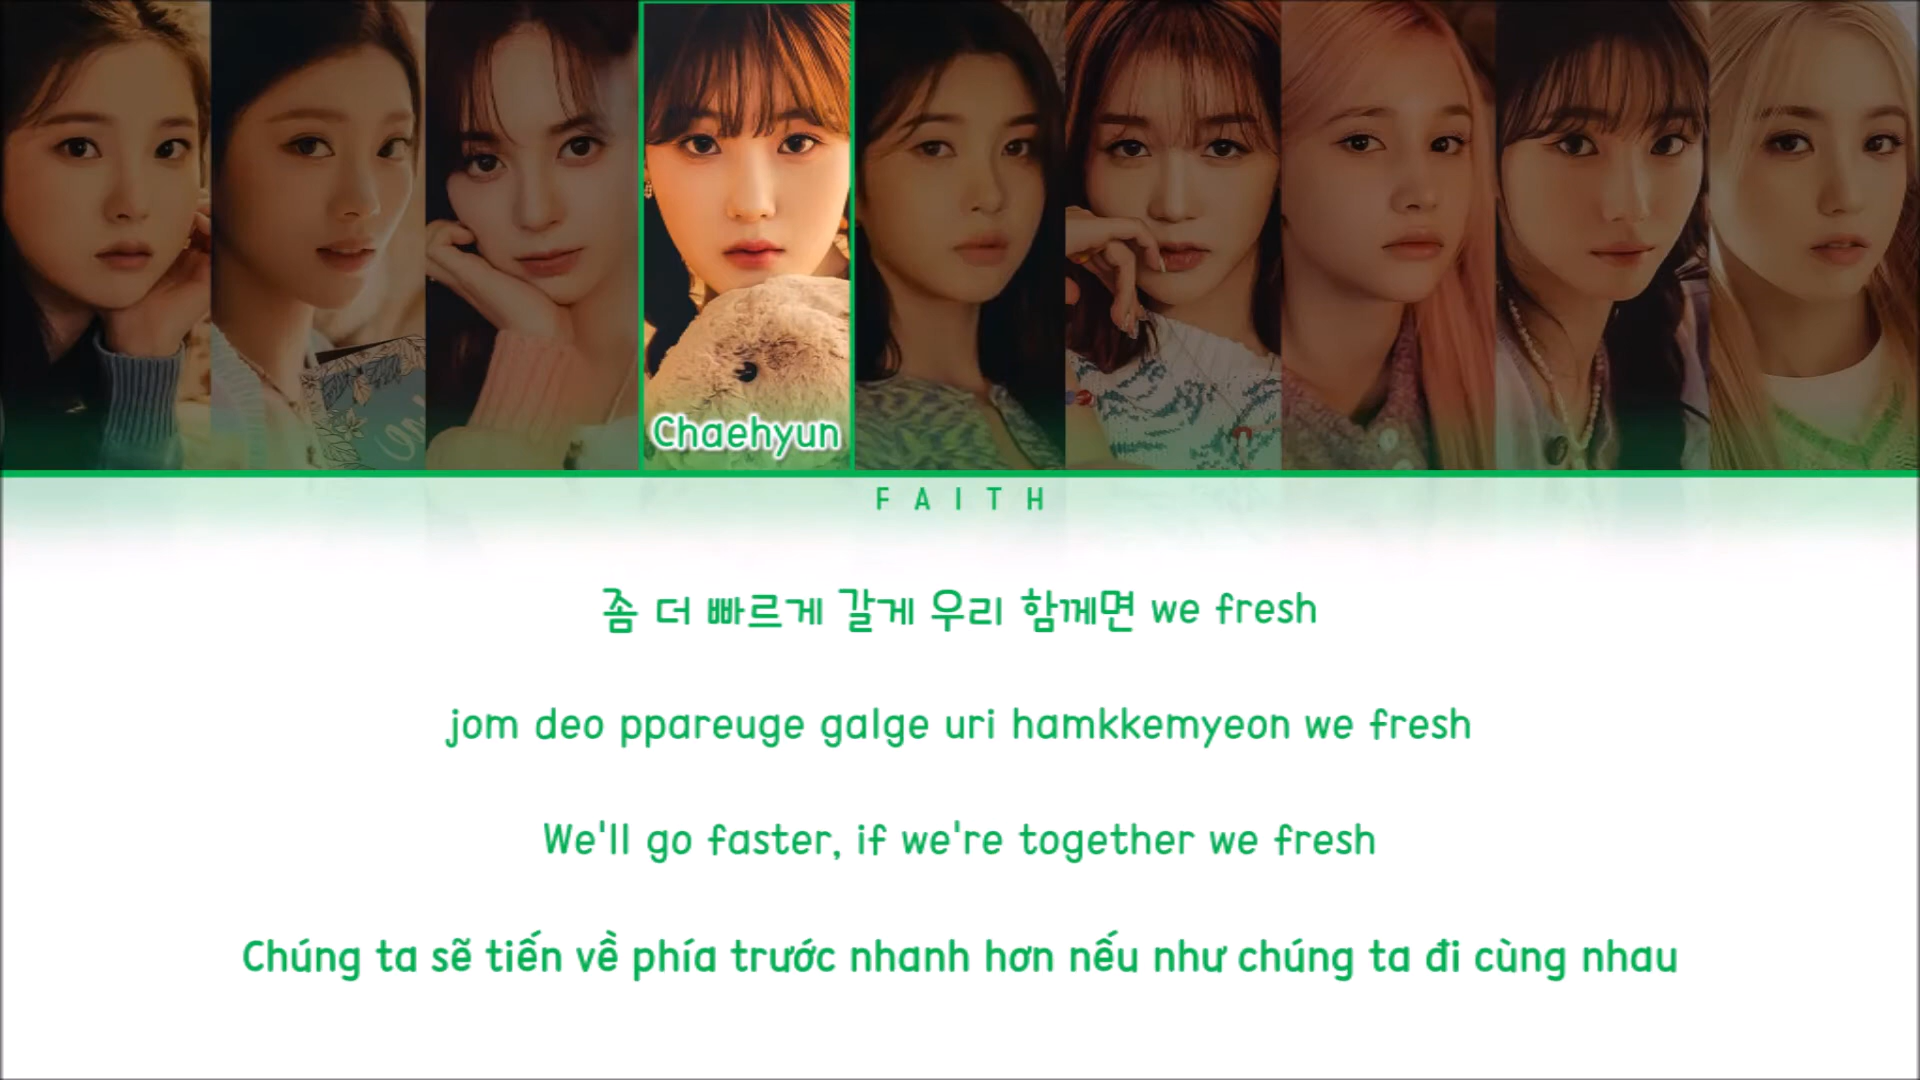 Chaehyun
FAITH
좀 더 빠르게 갈게 우리 함께면 we fresh
jom deo ppareuge galge uri hamkkemyeon we fresh
We'll go faster, if we're together we fresh
Chúng ta sẽ tiến về phía trước nhanh hơn nếu như chúng ta đi cùng nhau